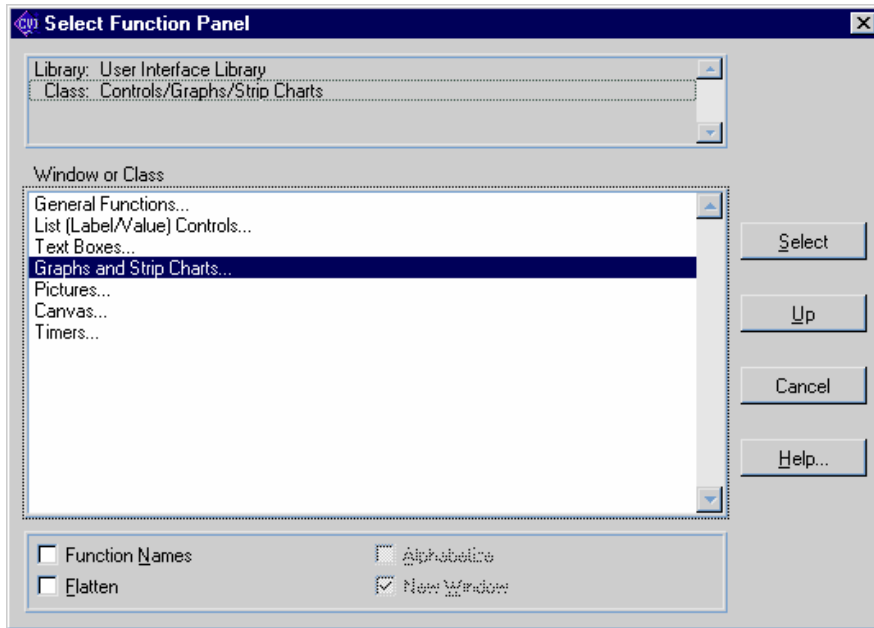 CVI Select Function Panel
Library: User Interface Library
Class: Controls/Graphs/Strip Charts
Window or Class
General Functions...
List (Label/Value) Controls...
Text Boxes...
Graphs and Strip Charts...
Pictures...
Canvas...
Timers...
Select
Up
Cancel
Help...
Function Names
Alphabetize
Flatten
New Window